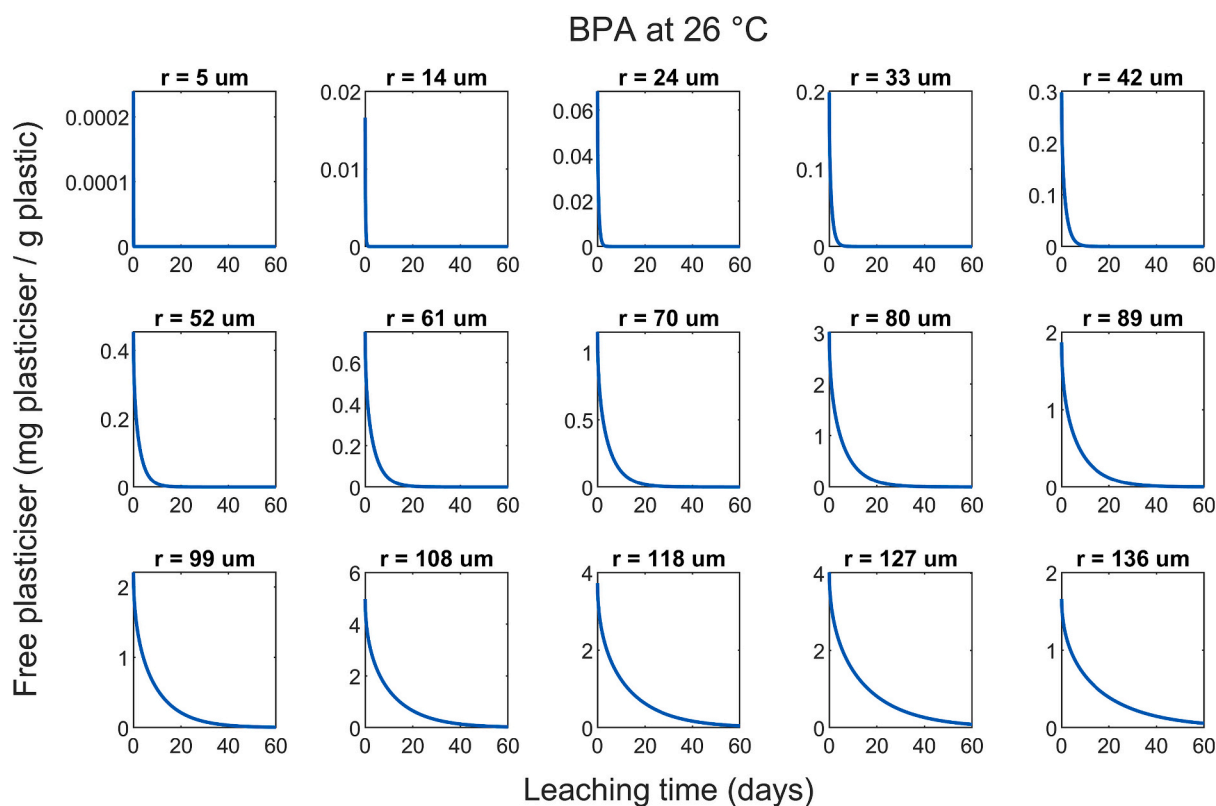 BPA at 26 °C
Free plasticiser (mg plasticiser / g plastic)
r = 5 um
0.0002
0.0001
0
0 20 40 60
r = 14 um
0.02
0.01
0
0 20 40 60
r = 24 um
0.06
0.04
0.02
0
0 20 40 60
r = 33 um
0.2
0.1
0
0 20 40 60
r = 42 um
0.3
0.2
0.1
0
0 20 40 60
r = 52 um
0.4
0.2
0
0 20 40 60
r = 61 um
0.6
0.4
0.2
0
0 20 40 60
r = 70 um
1
0.5
0
0 20 40 60
r = 80 um
3
2
1
0
0 20 40 60
r = 89 um
2
1
0
0 20 40 60
r = 99 um
2
1
0
0 20 40 60
r = 108 um
6
4
2
0
0 20 40 60
r = 118 um
4
2
0
0 20 40 60
r = 127 um
4
2
0
0 20 40 60
r = 136 um
2
1
0
0 20 40 60
Leaching time (days)